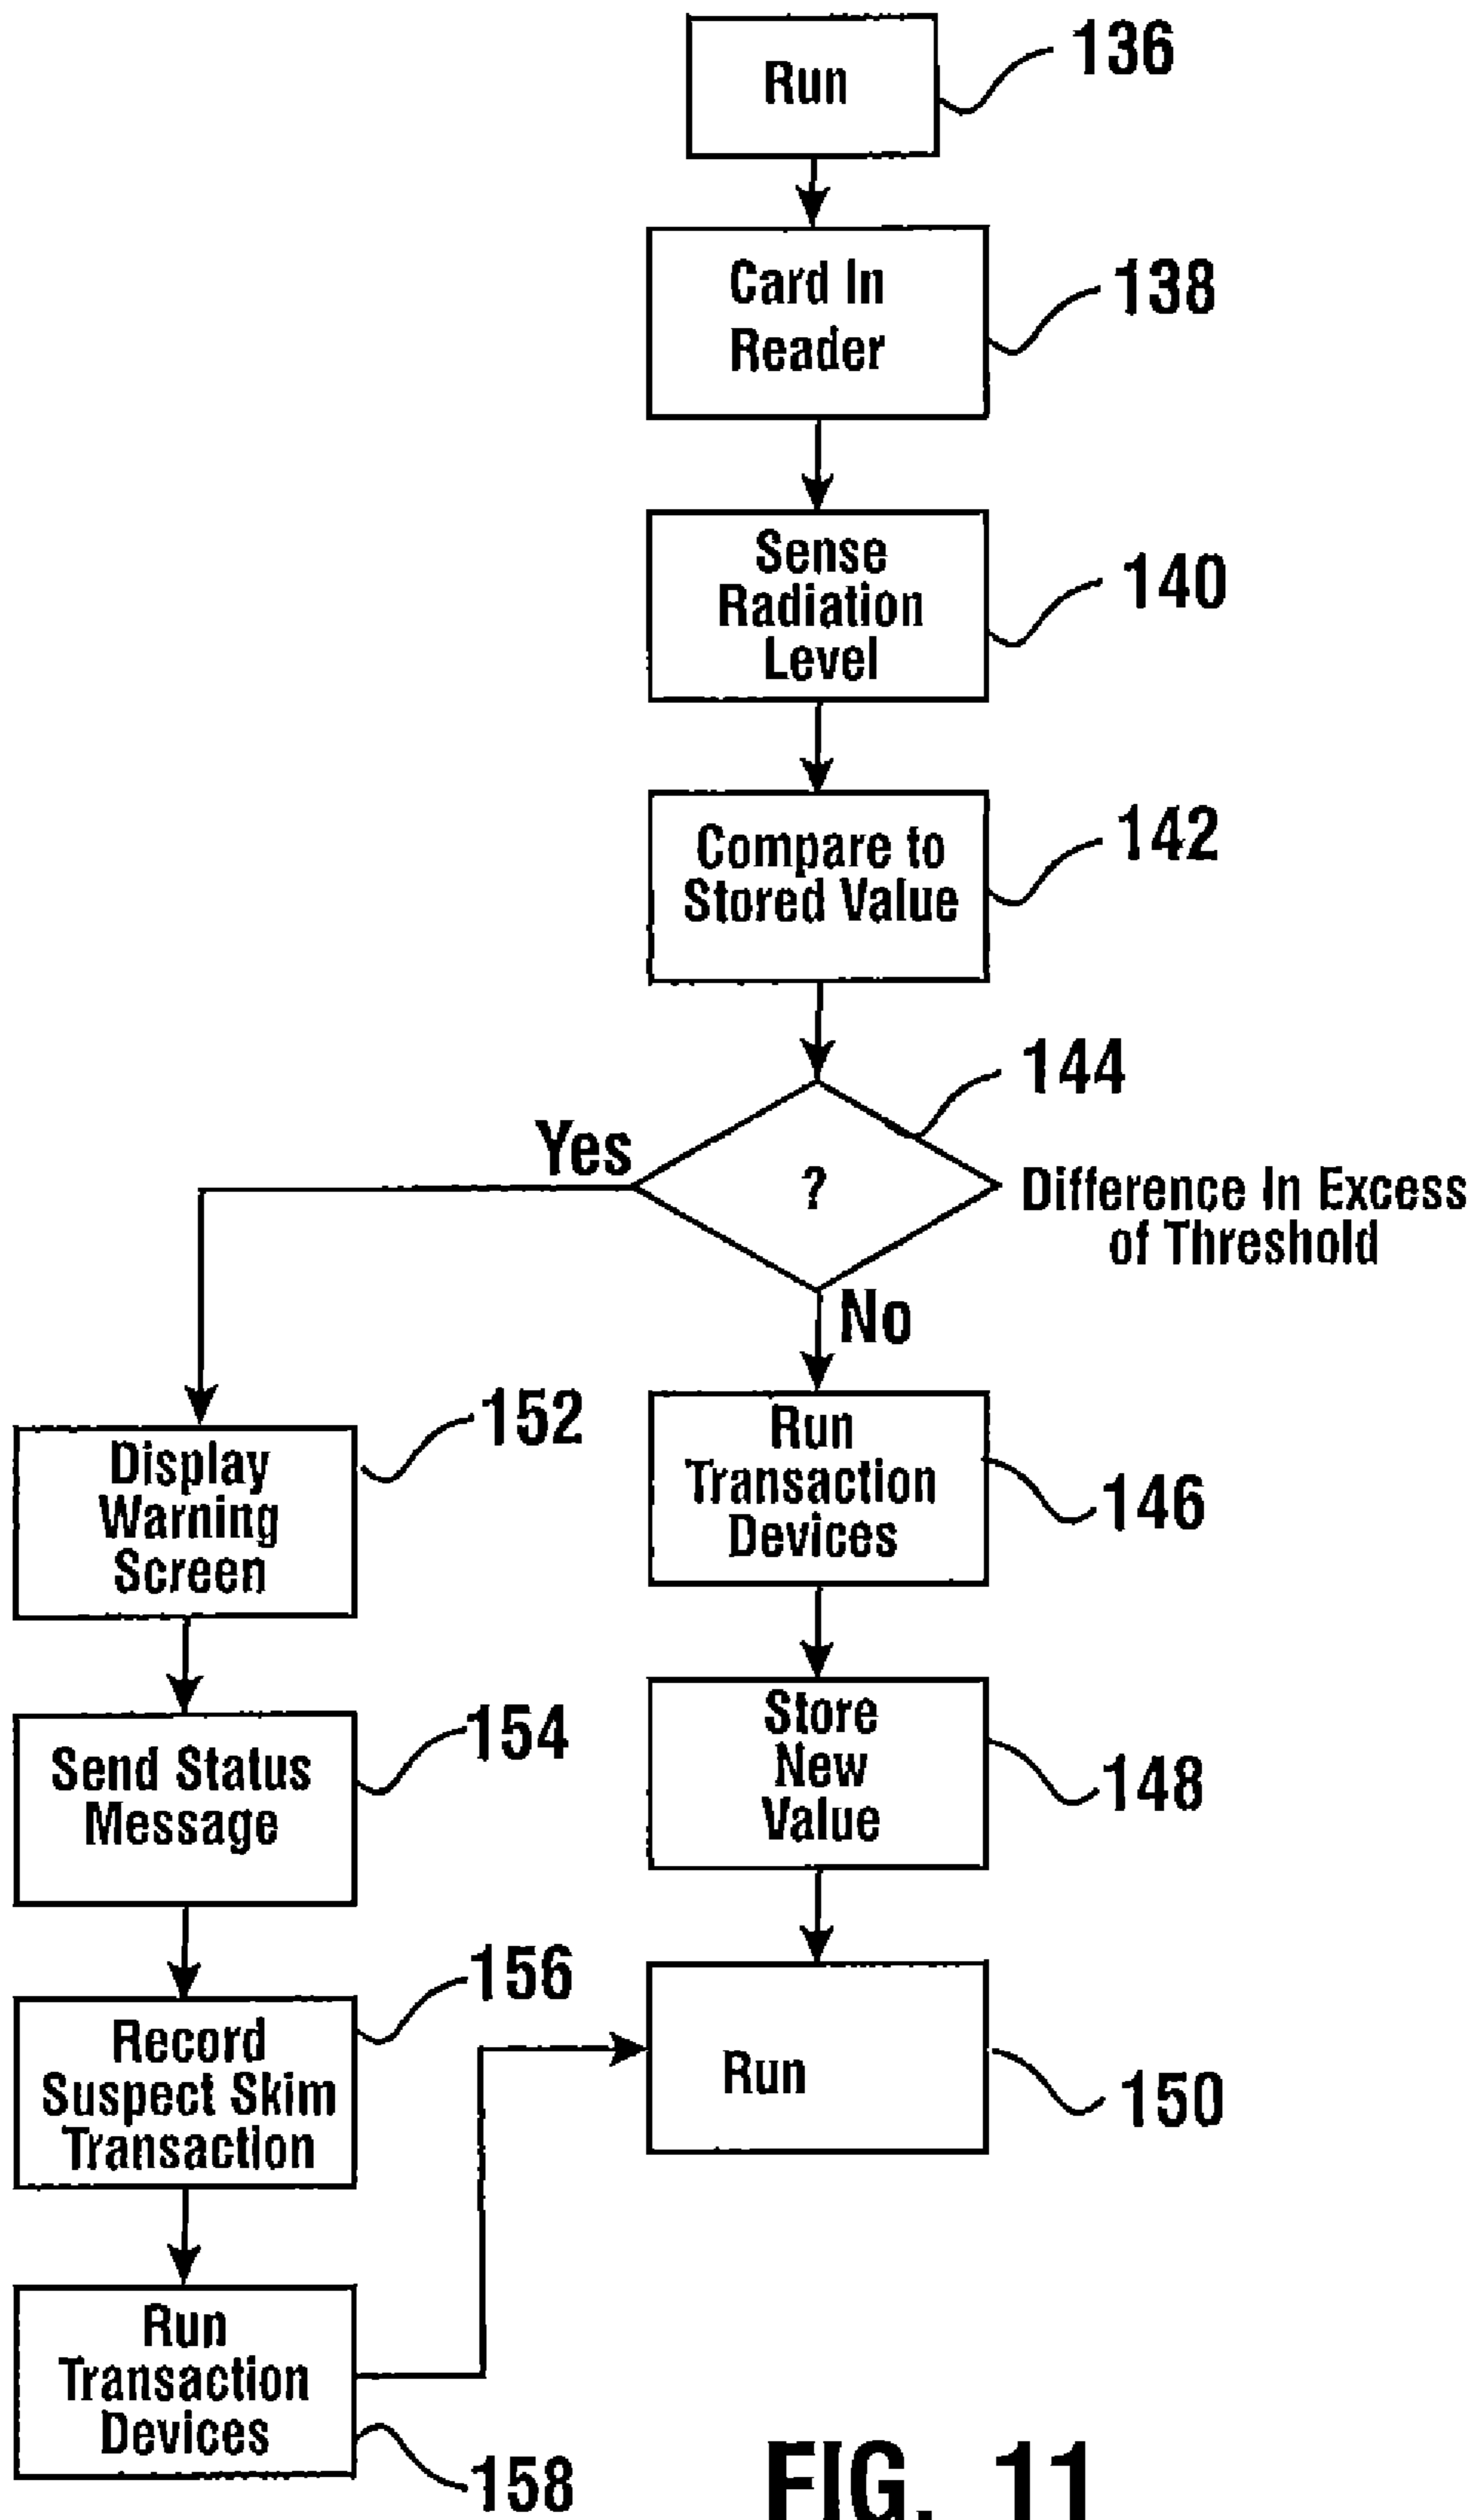 Run
136
Card In
Reader
138
Sense
Radiation
Level
140
Compare to
Stored Value
142
144
Yes
?
Difference In Excess
of Threshold
No
Display
Warning
Screen
152
Run
Transaction
Devices
146
Send Status
Message
154
Store
New
Value
148
Record
Suspect Skim
Transaction
156
Run
150
Run
Transaction
Devices
158
FIG. 11